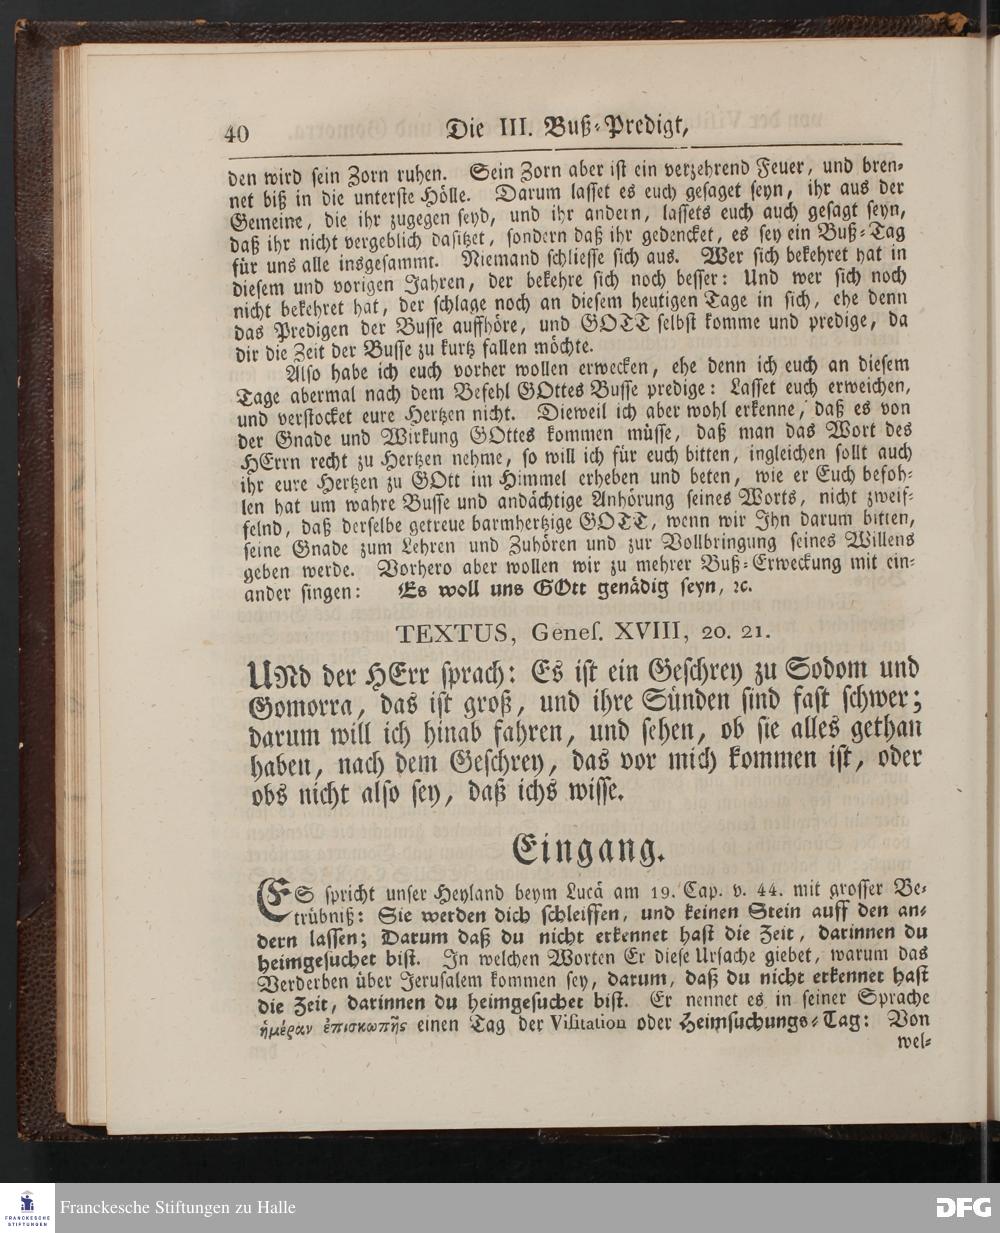 40 Die III. Buß-Predigt,
den wird sein Zorn ruhen. Sein Zorn aber ist ein verzehrend Feuer, und bren-
net biß in die unterste Hölle. Darum lasset es euch gesaget seyn, ihr aus der
Gemeine, die ihr zugegen seyd, und ihr andern, lassets euch auch gesagt seyn,
daß ihr nicht vergeblich dasitzet, sondern daß ihr gedencket, es sey ein Buß-Tag
für uns alle insgesammt. Niemand schliesse sich aus. Wer sich bekehret hat in
diesem und vorigen Jahren, der bekehre sich noch besser: Und wer sich noch
nicht bekehret hat, der schlage noch an diesem heutigen Tage in sich, ehe denn
das Predigen der Busse auffhöre, und GOTT selbst komme und predige, da
dir die Zeit der Busse zu kurtz fallen möchte.
Also habe ich euch vorher wollen erwecken, ehe denn ich euch an diesem
Tage abermal nach dem Befehl GOttes Busse predige: Lasset euch erweichen,
und verstocket eure Hertzen nicht. Dieweil ich aber wohl erkenne, daß es von
der Gnade und Wirkung GOttes kommen müsse, daß man das Wort des
HErrn recht zu Hertzen nehme, so will ich für euch bitten, ingleichen sollt auch
ihr eure Hertzen zu GOtt im Himmel erheben und beten, wie er Euch befoh-
len hat um wahre Busse und andächtige Anhörung seines Worts, nicht zweif-
felnd, daß derselbe getreue barmhertzige GOTT, wenn wir Ihn darum bitten,
seine Gnade zum Lehren und Zuhören und zur Vollbringung seines Willens
geben werde. Vorhero aber wollen wir zu mehrer Buß-Erweckung mit ein-
ander singen: Es woll uns GOtt genädig seyn, ꝛc.
TEXTUS, Genes. XVIII, 20. 21.
UNd der HErr sprach: Es ist ein Geschrey zu Sodom und
Gomorra, das ist groß, und ihre Sünden sind fast schwer;
darum will ich hinab fahren, und sehen, ob sie alles gethan
haben, nach dem Geschrey, das vor mich kommen ist, oder
obs nicht also sey, daß ichs wisse.
Eingang.
ES spricht unser Heyland beym Lucä am 19. Cap. v. 44. mit grosser Be-
trübniß: Sie werden dich schleiffen, und keinen Stein auff den an-
dern lassen; Darum daß du nicht erkennet hast die Zeit, darinnen du
heimgesuchet bist. In welchen Worten Er diese Ursache giebet, warum das
Verderben über Jerusalem kommen sey, darum, daß du nicht erkennet hast
die Zeit, darinnen du heimgesuchet bist. Er nennet es in seiner Sprache
ἡμέραν ἐπισκωπῆς einen Tag der Visitation oder Heimsuchungs-Tag: Von
wel-
FRANCKESCHE
STIFTUNGEN
Franckesche Stiftungen zu Halle
DFG